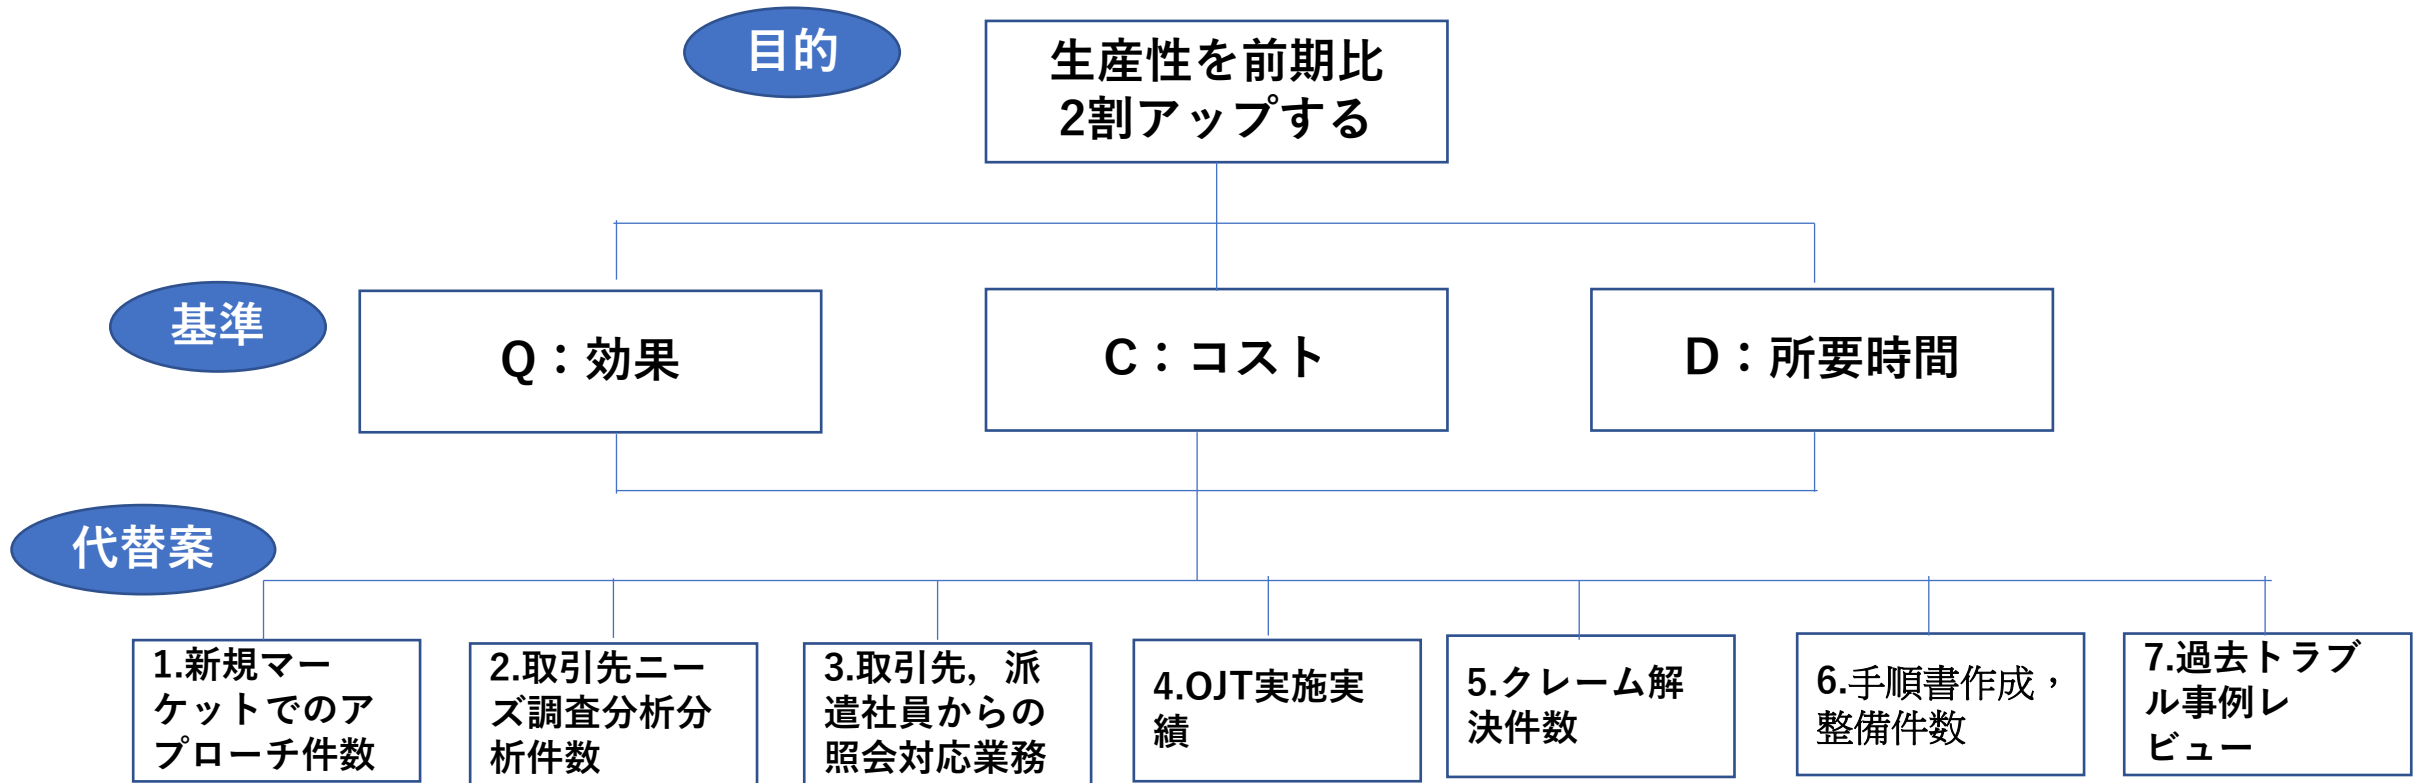 目的
生産性を前期比
2割アップする
基準
Q：効果
C：コスト
D：所要時間
代替案
1.新規マー
ケットでのア
プローチ件数
2.取引先ニー
ズ調査分析分
析件数
3.取引先，派
遣社員からの
照会対応業務
4.OJT実施実
績
5.クレーム解
決件数
6.手順書作成，
整備件数
7.過去トラブ
ル事例レ
ビュー